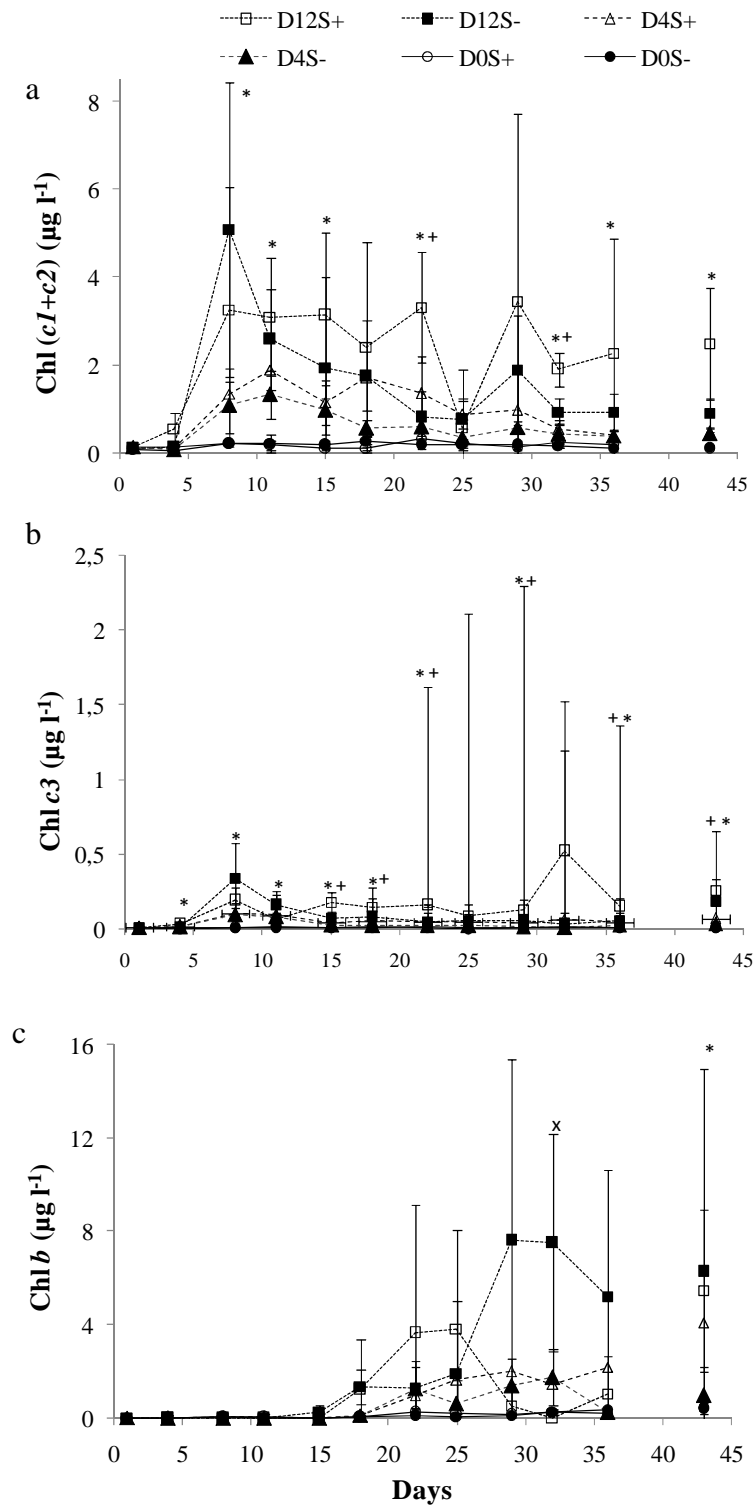 D12S+ D12S- D4S+
D4S- D0S+ D0S-
a
Chl (c1+c2) (µg l-1)
8
6
4
2
0
* * * *+ *+ * *
0 5 10 15 20 25 30 35 40 45
b
Chl c3 (µg l-1)
2,5
2
1,5
1
0,5
0
* * * *+ *+ *+ *+ +* +*
0 5 10 15 20 25 30 35 40 45
c
Chl b (µg l-1)
16
12
8
4
0
x *
0 5 10 15 20 25 30 35 40 45
Days